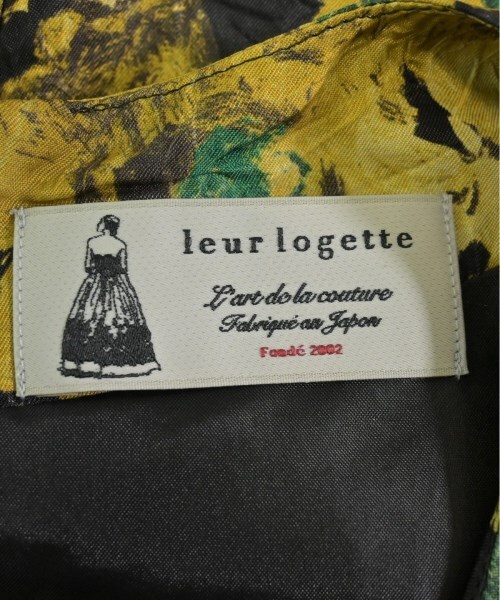 leur logette
L'art de la couture
Fabriqué au Japon
Fondé 2002